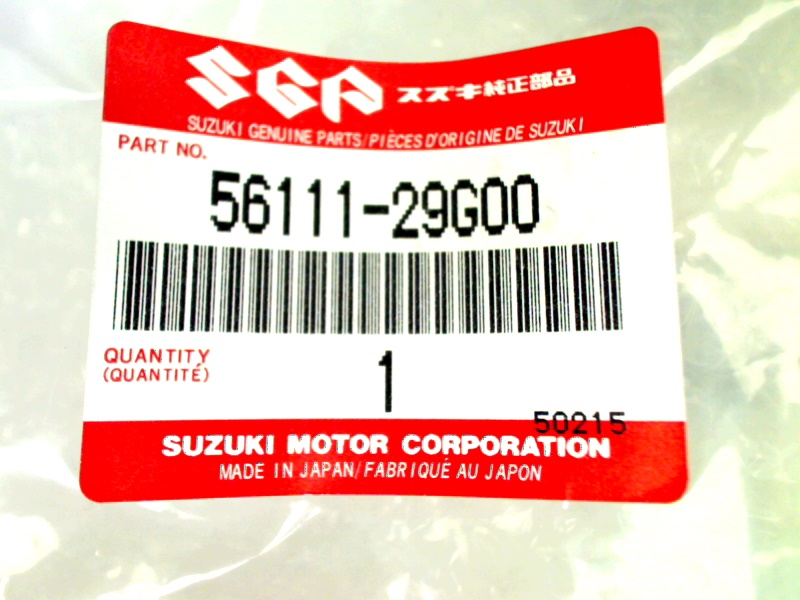 SGP スズキ純正部品
SUZUKI GENUINE PARTS/PIÈCES D'ORIGINE DE SUZUKI
PART NO.
56111-29G00
QUANTITY
(QUANTITÉ)
1
50215
SUZUKI MOTOR CORPORATION
MADE IN JAPAN/FABRIQUÉ AU JAPON